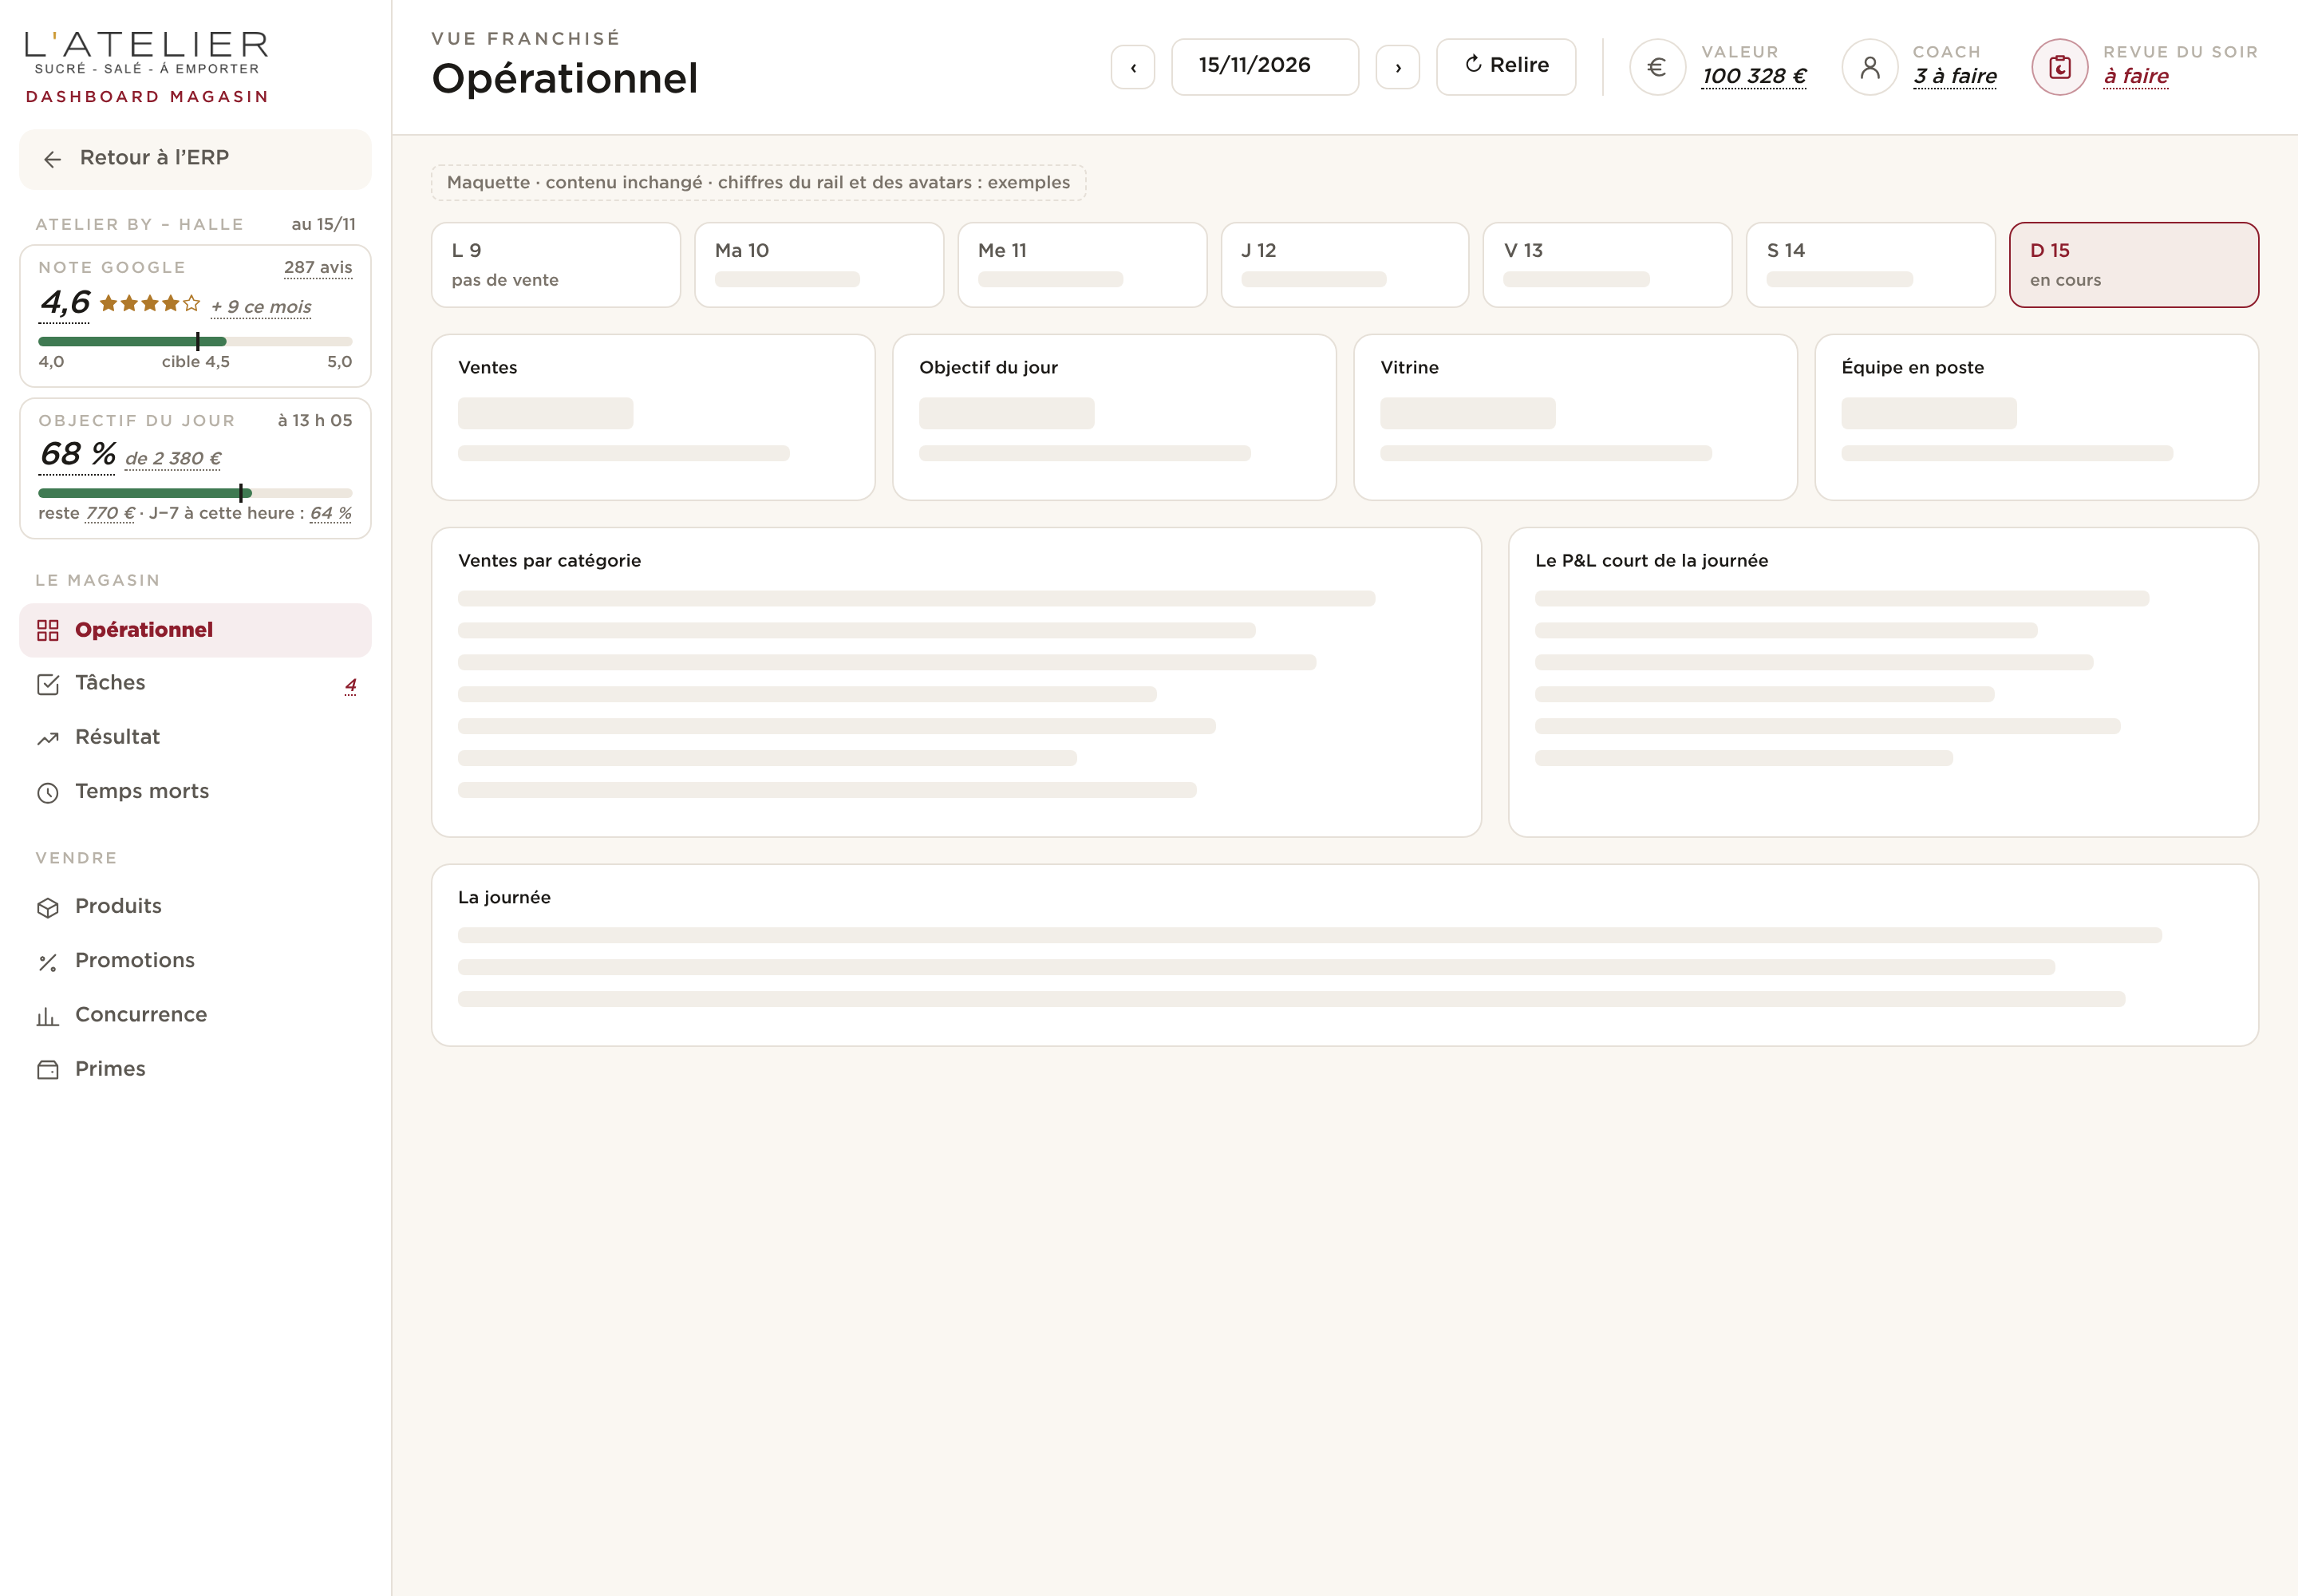 L'ATELIER
SUCRÉ - SALÉ - À EMPORTER
DASHBOARD MAGASIN
Retour à l’ERP
ATELIER BY – HALLE au 15/11
NOTE GOOGLE 287 avis
4,6 + 9 ce mois
4,0 cible 4,5 5,0
OBJECTIF DU JOUR à 13 h 05
68 % de 2 380 €
reste 770 € · J−7 à cette heure : 64 %
LE MAGASIN
Opérationnel
Tâches 4
Résultat
Temps morts
VENDRE
Produits
Promotions
Concurrence
Primes
VUE FRANCHISÉ
Opérationnel
‹ 15/11/2026 › Relire
VALEUR
100 328 €
COACH
3 à faire
REVUE DU SOIR
à faire
Maquette · contenu inchangé · chiffres du rail et des avatars : exemples
L 9
pas de vente
Ma 10
Me 11
J 12
V 13
S 14
D 15
en cours
Ventes
Objectif du jour
Vitrine
Équipe en poste
Ventes par catégorie
Le P&L court de la journée
La journée